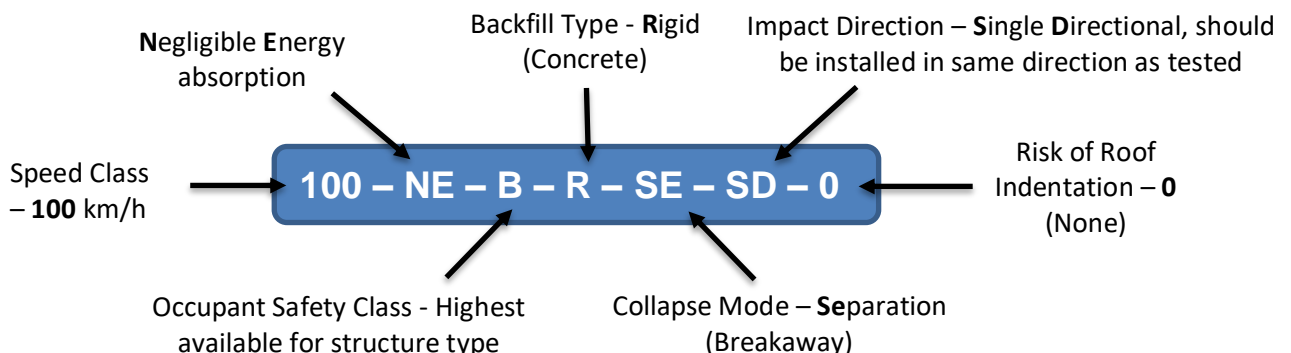 Negligible Energy
absorption
Backfill Type - Rigid
(Concrete)
Impact Direction – Single Directional, should
be installed in same direction as tested
Speed Class
– 100 km/h
100 – NE – B – R – SE – SD – 0
Risk of Roof
Indentation – 0
(None)
Occupant Safety Class - Highest
available for structure type
Collapse Mode – Separation
(Breakaway)